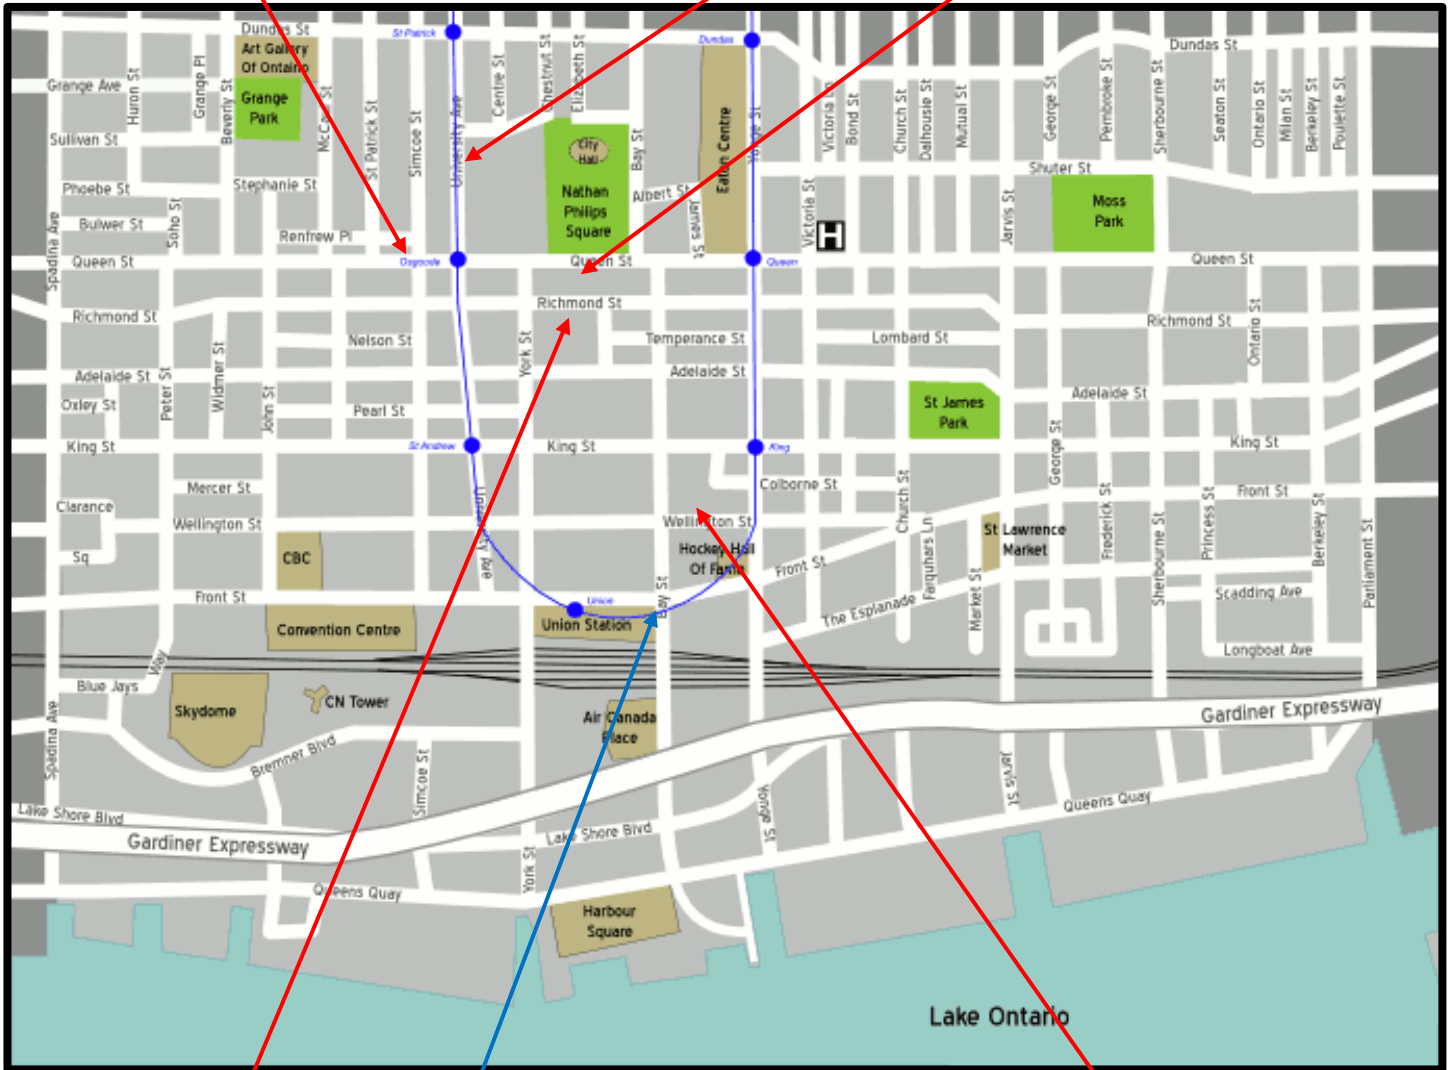 Dundas St
St Patrick
Dundas
Dundas St
Art Gallery
Of Ontairo
Grange Ave
Huron St
Grange Pl
Beverly St
Grange
Park
McCaul St
St Patrick St
Simcoe St
University Ave
Centre St
Chestnut St
Elizabeth St
City
Hall
Bay St
Eaton Centre
Yonge St
Victoria Ln
Bond St
Church St
Dalhousie St
Mutual St
George St
Pembroke St
Sherbourne St
Seaton St
Ontario St
Milan St
Berkeley St
Poulette St
Sullivan St
Shuter St
Phoebe St
Stephanie St
Nathan
Philips
Square
Albert St
James St
Victoria St
H
Jarvis St
Moss
Park
Spadina Ave
Bulwer St
Soho St
Renfrew Pl
Queen St
Osgoode
Queen St
Queen
Queen St
Richmond St
Richmond St
Richmond St
Ontario St
Nelson St
York St
Temperance St
Lombard St
Adelaide St
Peter St
Widmer St
John St
Adelaide St
Adelaide St
Oxley St
Pearl St
St James
Park
King St
St Andrew
King St
King
George St
King St
Mercer St
University Ave
Colborne St
Church St
Front St
Clarance
Sq
Wellington St
Wellington St
Farquhars Ln
St Lawrence
Market
Frederick St
Sherbourne St
Princess St
Berkeley St
Parliament St
CBC
Hockey Hall
Of Fame
Front St
Front St
Union
Union Station
Bay St
The Esplanade
Market St
Scadding Ave
Convention Centre
Longboat Ave
Blue Jays
Way
Skydome
CN Tower
Air Canada
Place
Gardiner Expressway
Spadina Ave
Bremner Blvd
Simcoe St
Yonge St
Jarvis St
Queens Quay
Lake Shore Blvd
Gardiner Expressway
Lake Shore Blvd
York St
Queens Quay
Harbour
Square
Lake Ontario